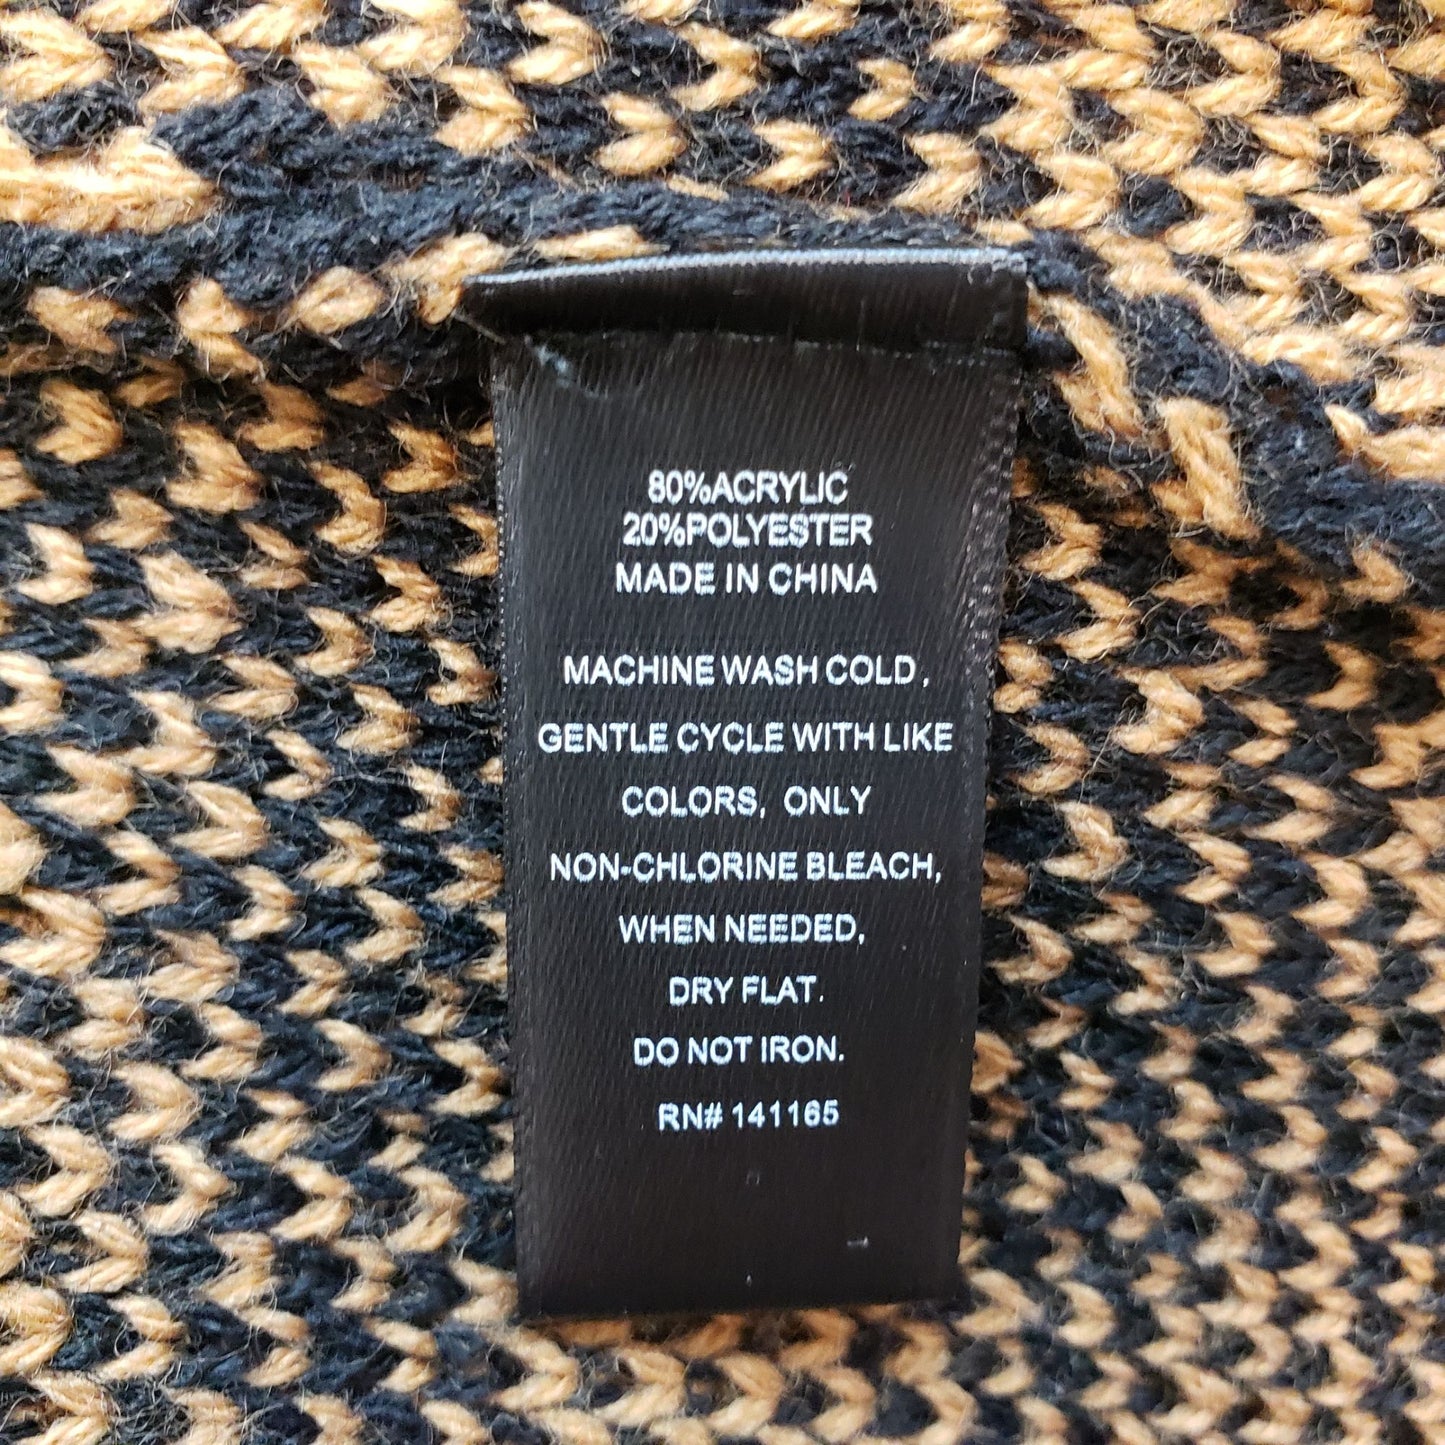 80%ACRYLIC
20%POLYESTER
MADE IN CHINA
MACHINE WASH COLD ,
GENTLE CYCLE WITH LIKE
COLORS, ONLY
NON-CHLORINE BLEACH,
WHEN NEEDED,
DRY FLAT.
DO NOT IRON.
RN# 141165